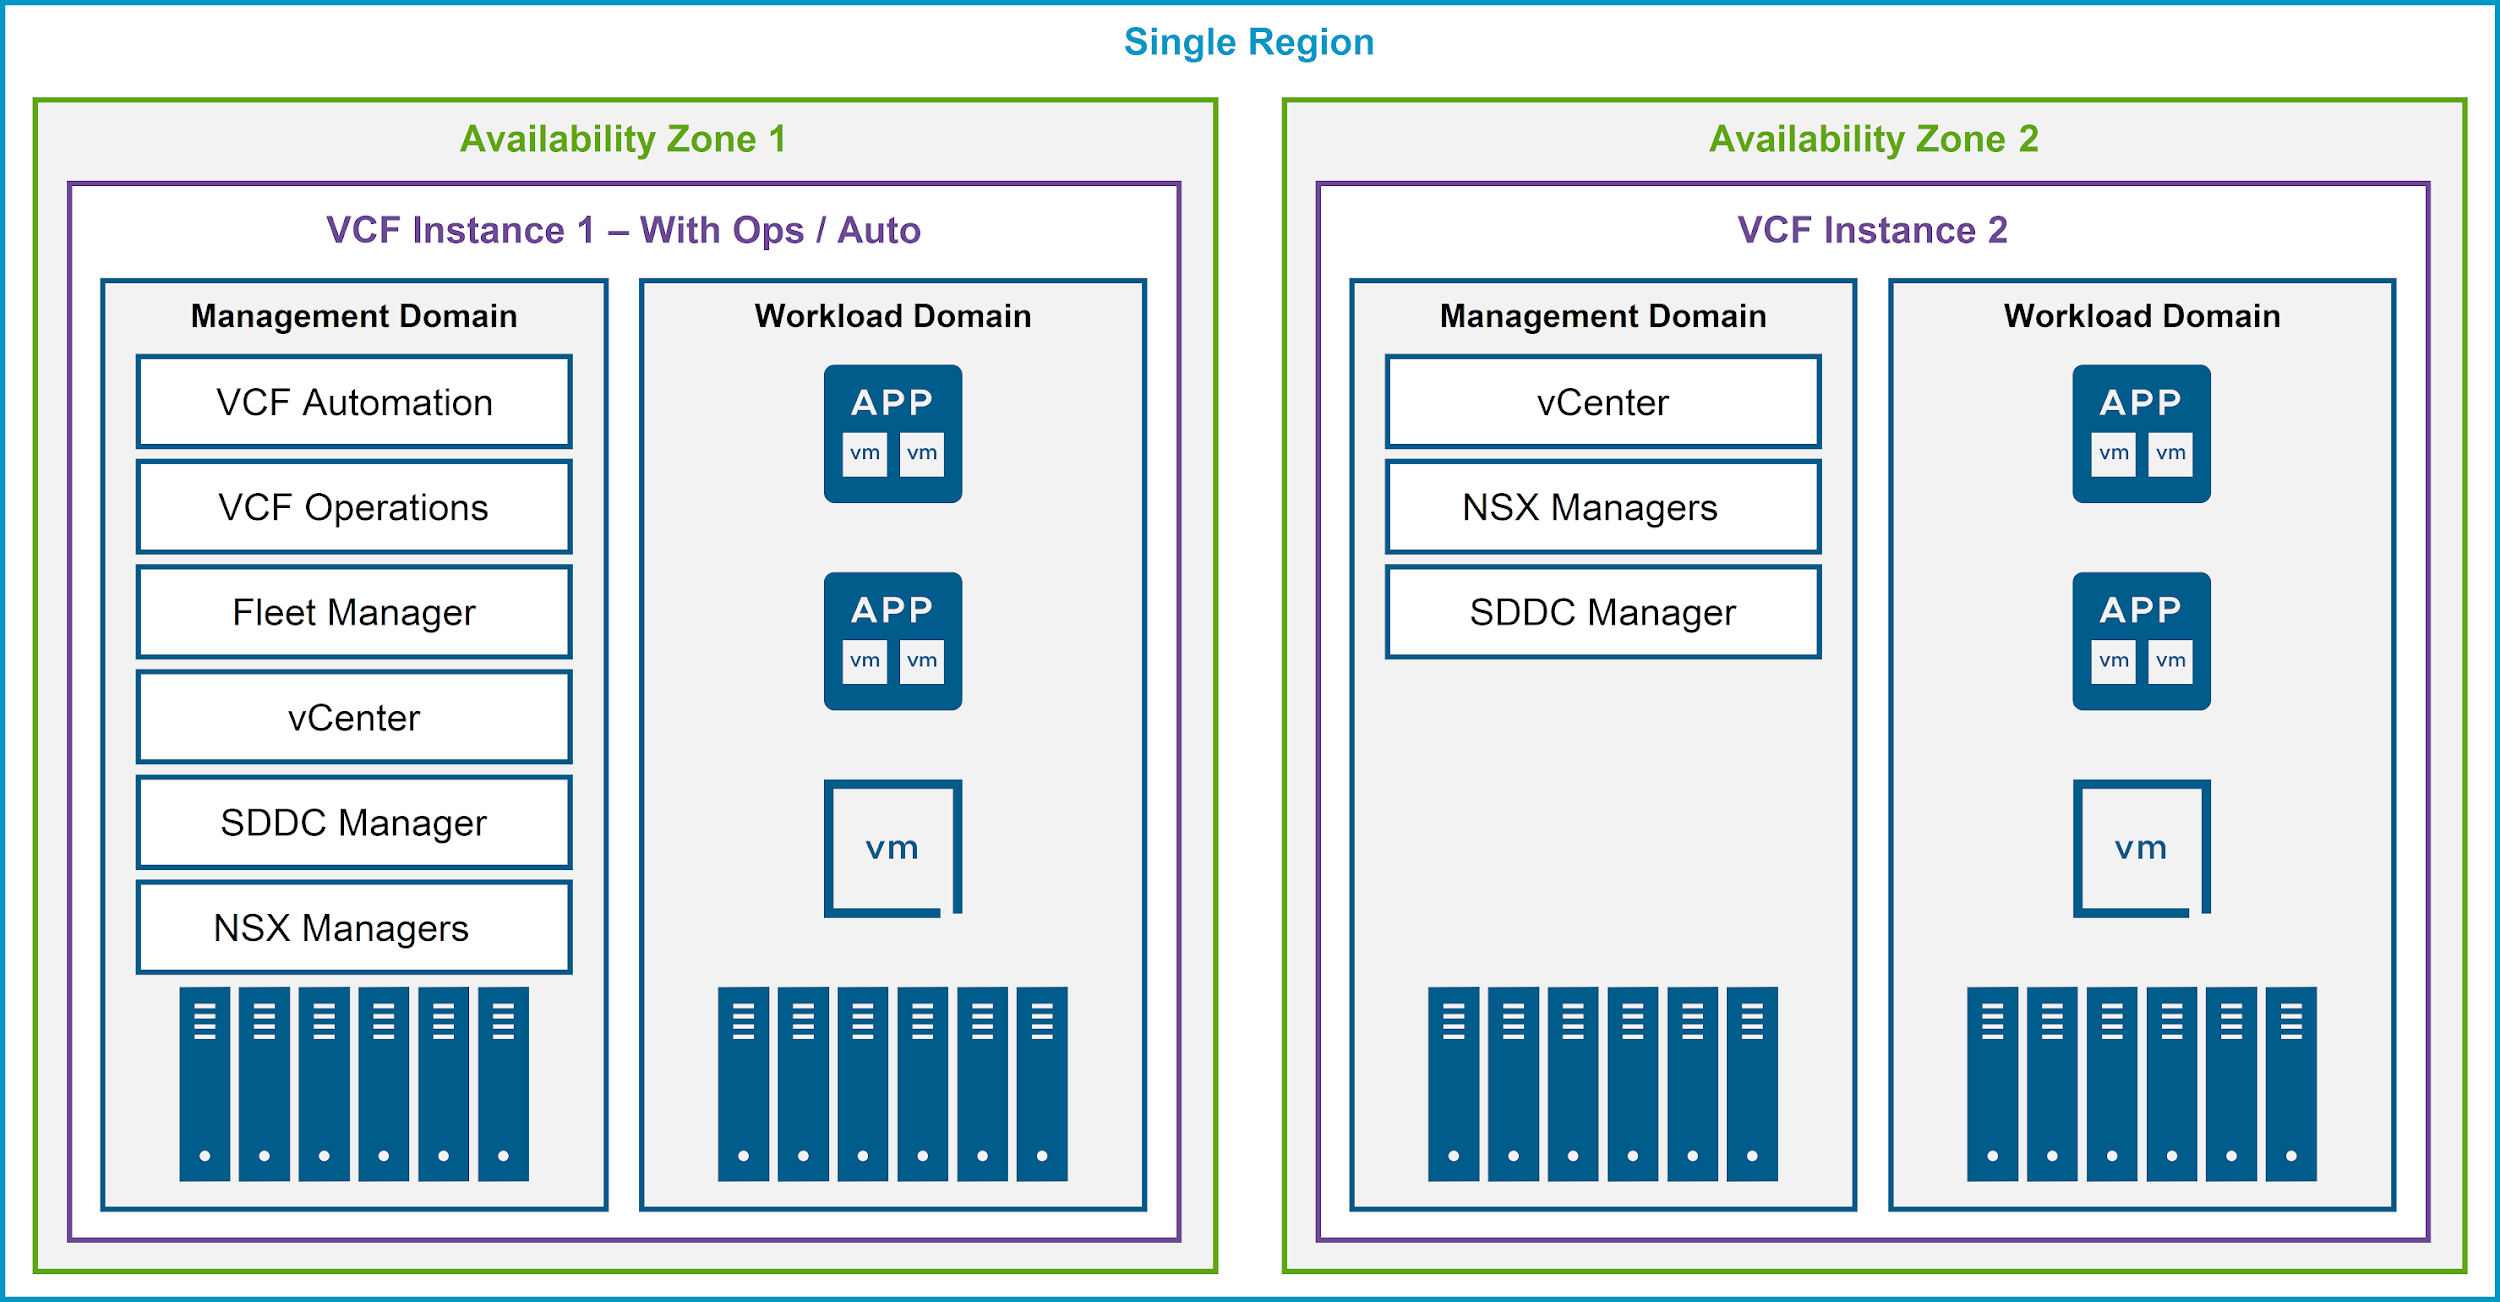 Single Region
Availability Zone 1
VCF Instance 1 – With Ops / Auto
Management Domain
VCF Automation
VCF Operations
Fleet Manager
vCenter
SDDC Manager
NSX Managers
Workload Domain
APP
vm vm
APP
vm vm
vm
Availability Zone 2
VCF Instance 2
Management Domain
vCenter
NSX Managers
SDDC Manager
Workload Domain
APP
vm vm
APP
vm vm
vm